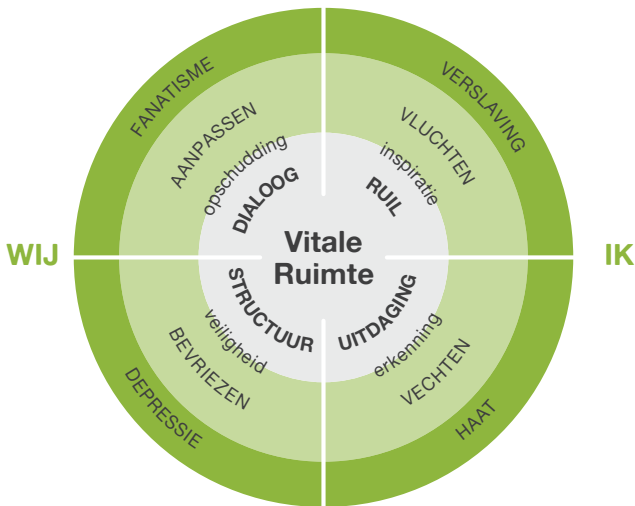 FANATISME
VERSLAVING
AANPASSEN
VLUCHTEN
opschudding
inspiratie
DIALOOG
RUIL
WIJ
Vitale
Ruimte
IK
STRUCTUUR
UITDAGING
veiligheid
erkenning
BEVRIEZEN
VECHTEN
DEPRESSIE
HAAT